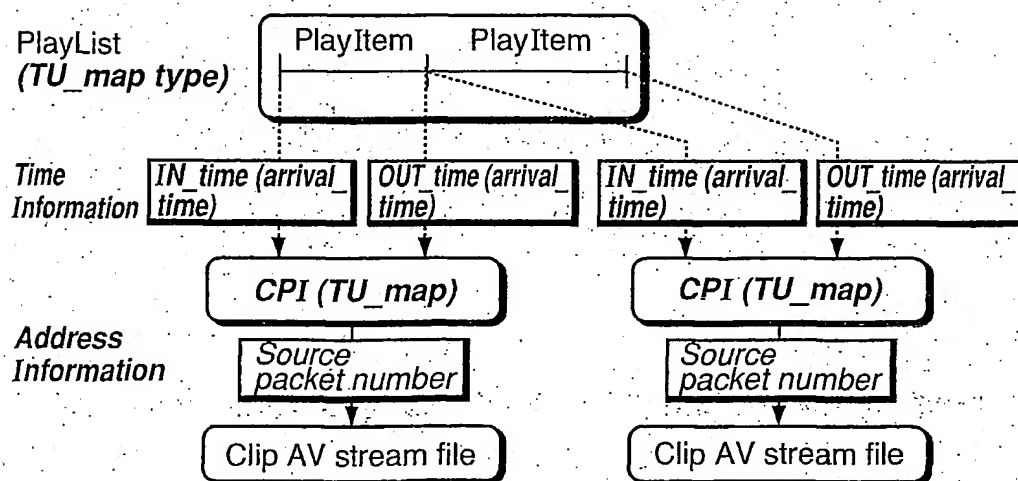 PlayList
(TU_map type)
PlayItem PlayItem
Time
Information
IN_time (arrival_
time)
OUT_time (arrival_
time)
IN_time (arrival_
time)
OUT_time (arrival_
time)
CPI (TU_map)
CPI (TU_map)
Address
Information
Source
packet number
Source
packet number
Clip AV stream file
Clip AV stream file